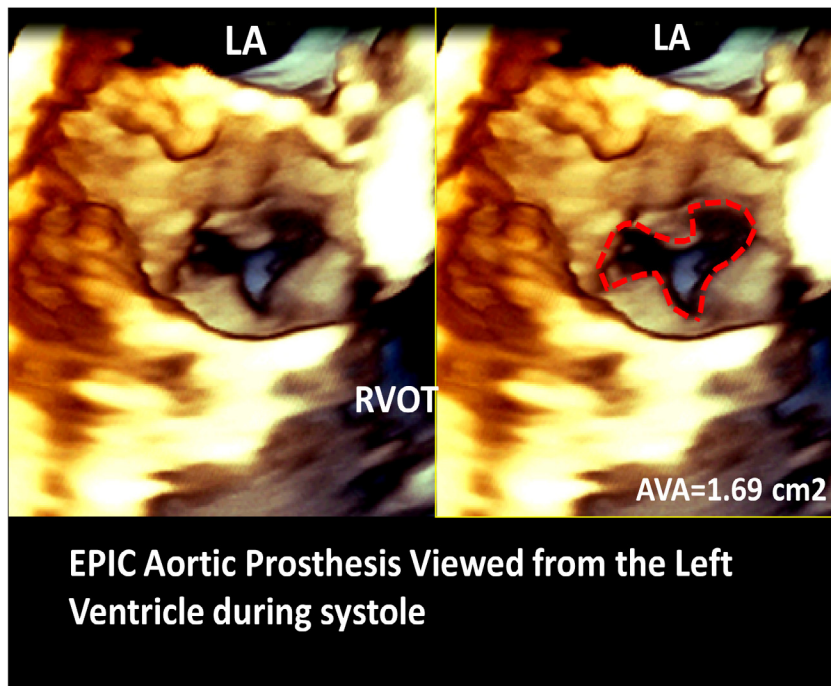 LA
LA
RVOT
AVA=1.69 cm2
EPIC Aortic Prosthesis Viewed from the Left
Ventricle during systole